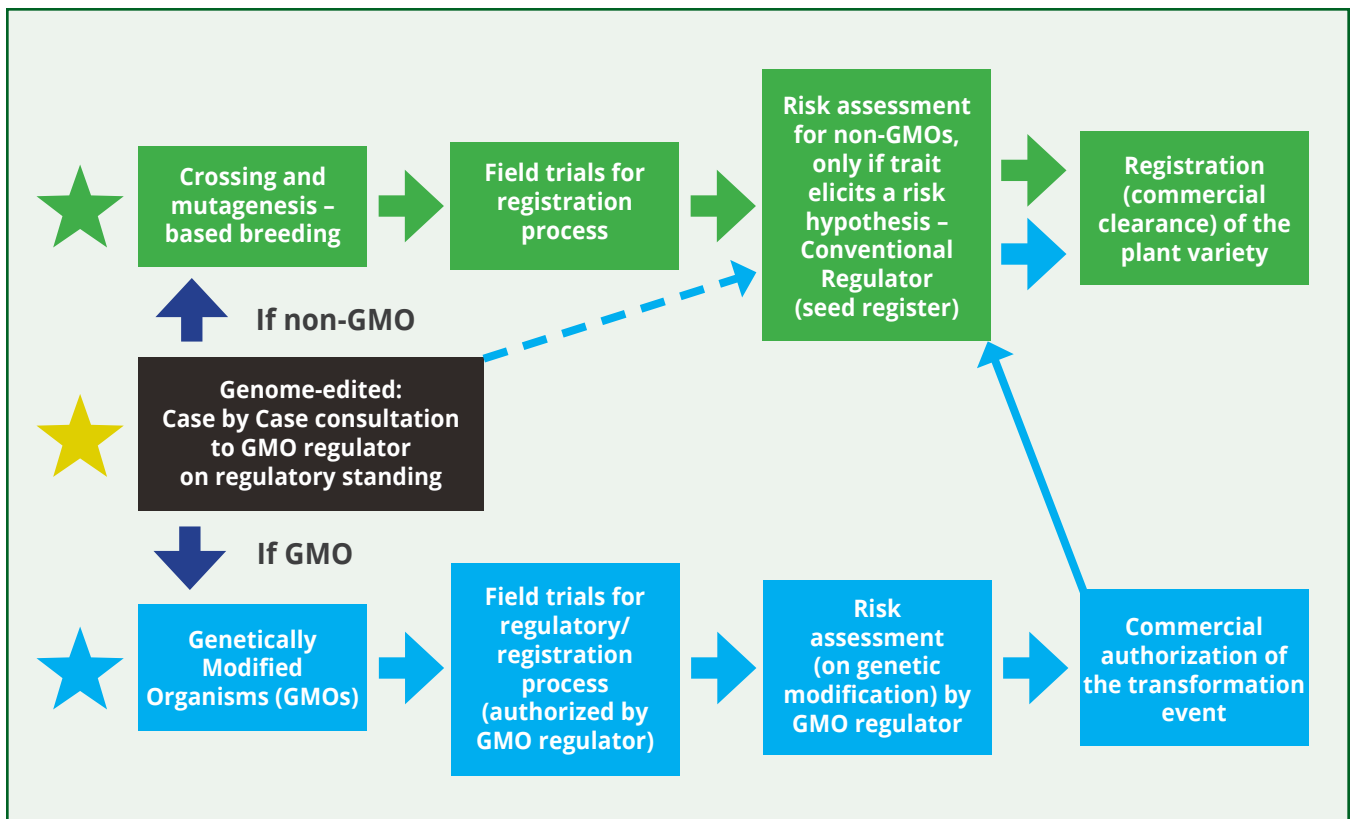 Crossing and
mutagenesis –
based breeding
Field trials for
registration
process
Risk assessment
for non-GMOs,
only if trait
elicits a risk
hypothesis –
Conventional
Regulator
(seed register)
Registration
(commercial
clearance) of the
plant variety
If non-GMO
Genome-edited:
Case by Case consultation
to GMO regulator
on regulatory standing
If GMO
Genetically
Modified
Organisms (GMOs)
Field trials for
regulatory/
registration
process
(authorized by
GMO regulator)
Risk
assessment
(on genetic
modification) by
GMO regulator
Commercial
authorization of
the transformation
event